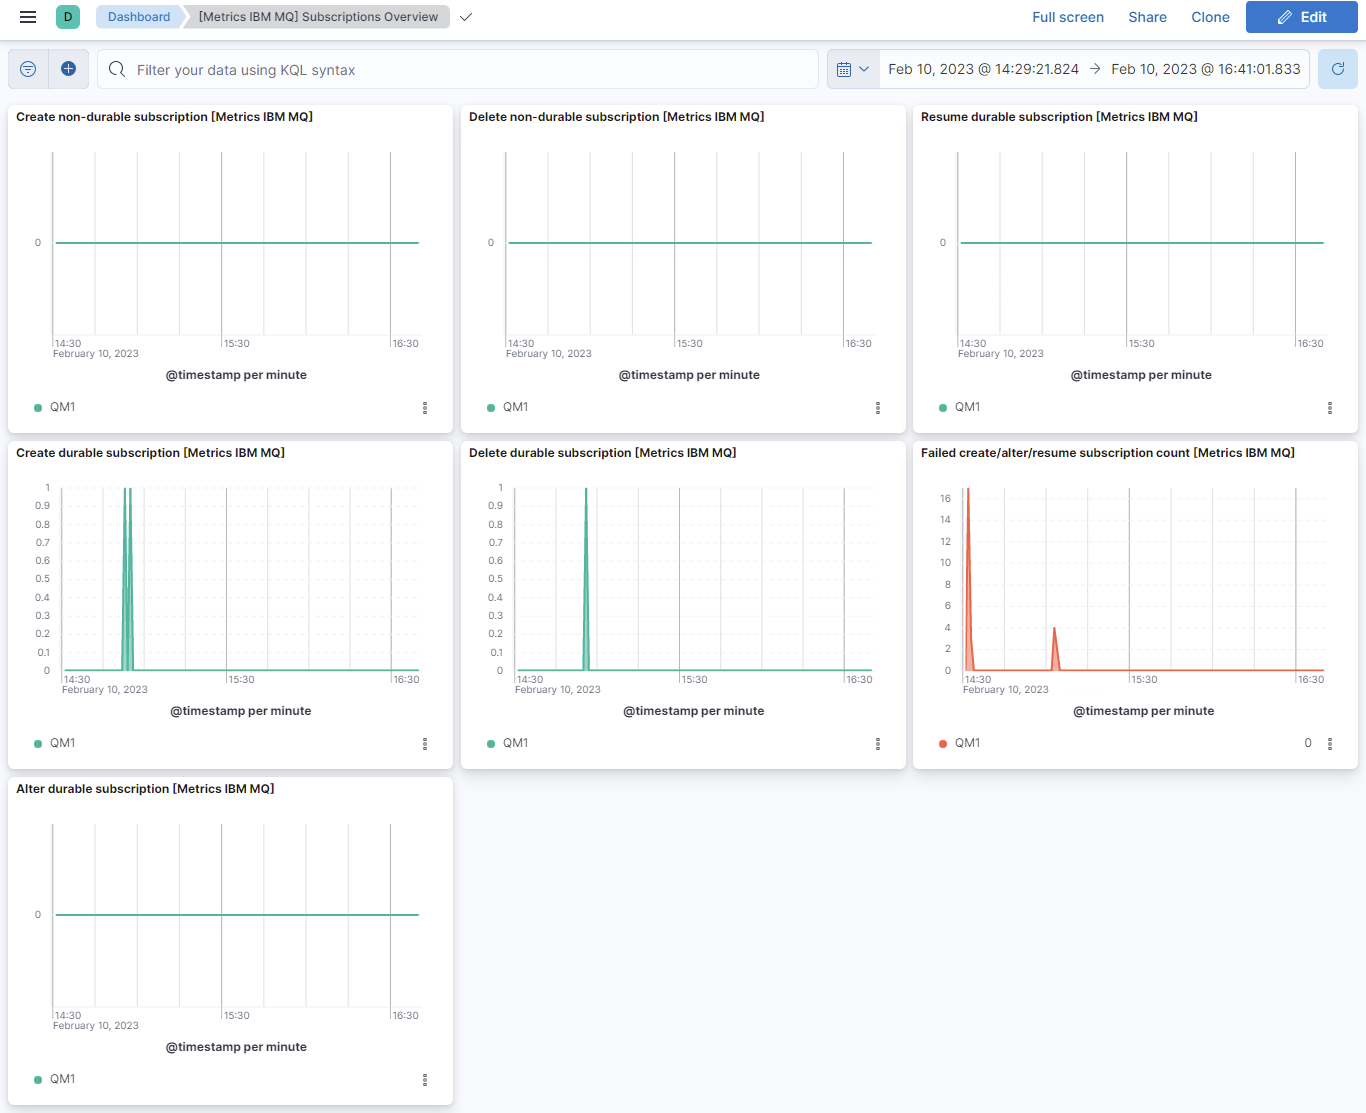 D Dashboard [Metrics IBM MQ] Subscriptions Overview Full screen Share Clone Edit
Filter your data using KQL syntax Feb 10, 2023 @ 14:29:21.824 → Feb 10, 2023 @ 16:41:01.833
Create non-durable subscription [Metrics IBM MQ]
0
14:30 15:30 16:30
February 10, 2023
@timestamp per minute
QM1
Delete non-durable subscription [Metrics IBM MQ]
0
14:30 15:30 16:30
February 10, 2023
@timestamp per minute
QM1
Resume durable subscription [Metrics IBM MQ]
0
14:30 15:30 16:30
February 10, 2023
@timestamp per minute
QM1
Create durable subscription [Metrics IBM MQ]
1
0.9
0.8
0.7
0.6
0.5
0.4
0.3
0.2
0.1
0
14:30 15:30 16:30
February 10, 2023
@timestamp per minute
QM1
Delete durable subscription [Metrics IBM MQ]
1
0.9
0.8
0.7
0.6
0.5
0.4
0.3
0.2
0.1
0
14:30 15:30 16:30
February 10, 2023
@timestamp per minute
QM1
Failed create/alter/resume subscription count [Metrics IBM MQ]
16
14
12
10
8
6
4
2
0
14:30 15:30 16:30
February 10, 2023
@timestamp per minute
QM1 0
Alter durable subscription [Metrics IBM MQ]
0
14:30 15:30 16:30
February 10, 2023
@timestamp per minute
QM1